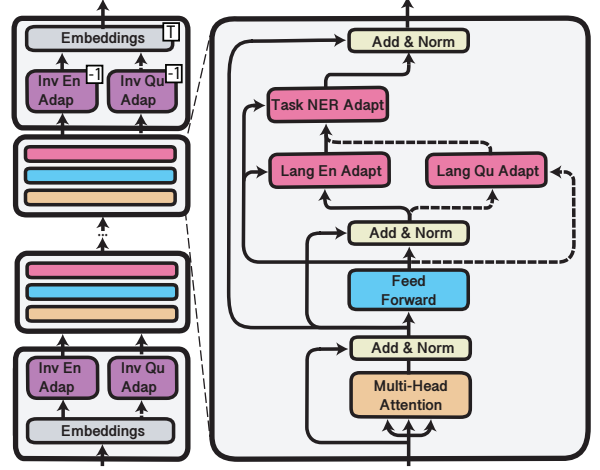 Embeddings
T
Inv En
Adap
-1
Inv Qu
Adap
-1
...
Inv En
Adap
Inv Qu
Adap
Embeddings
Add & Norm
Task NER Adapt
Lang En Adapt
Lang Qu Adapt
Add & Norm
Feed
Forward
Add & Norm
Multi-Head
Attention